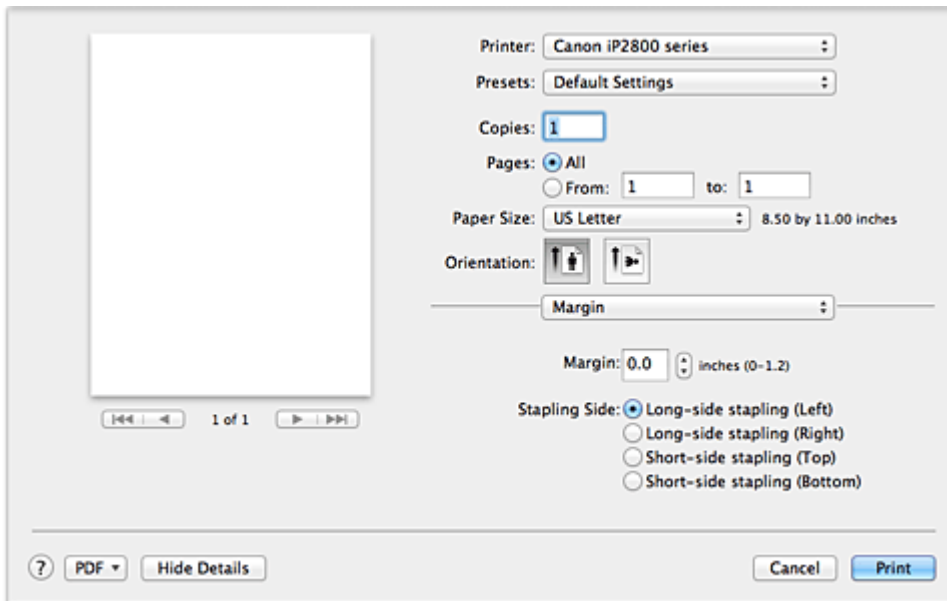 Printer: Canon iP2800 series
Presets: Default Settings
Copies: 1
Pages: All
From: 1 to: 1
Paper Size: US Letter 8.50 by 11.00 inches
Orientation:
Margin
Margin: 0.0 inches (0-1.2)
Stapling Side: Long-side stapling (Left)
Long-side stapling (Right)
Short-side stapling (Top)
Short-side stapling (Bottom)
1 of 1
? PDF Hide Details Cancel Print